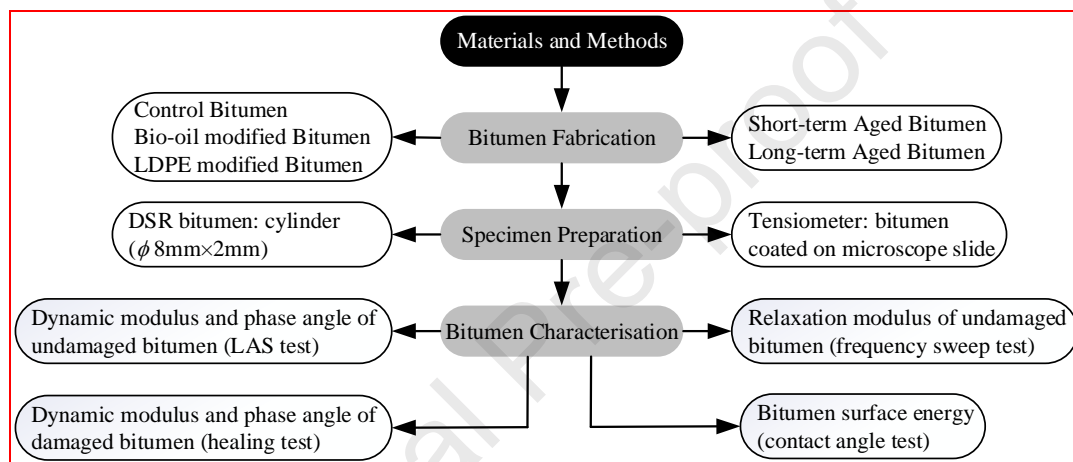 Materials and Methods
Control Bitumen
Bio-oil modified Bitumen
LDPE modified Bitumen
Bitumen Fabrication
Short-term Aged Bitumen
Long-term Aged Bitumen
DSR bitumen: cylinder
(ϕ 8mm×2mm)
Specimen Preparation
Tensiometer: bitumen
coated on microscope slide
Dynamic modulus and phase angle of
undamaged bitumen (LAS test)
Bitumen Characterisation
Relaxation modulus of undamaged
bitumen (frequency sweep test)
Dynamic modulus and phase angle of
damaged bitumen (healing test)
Bitumen surface energy
(contact angle test)
al Pre-proof